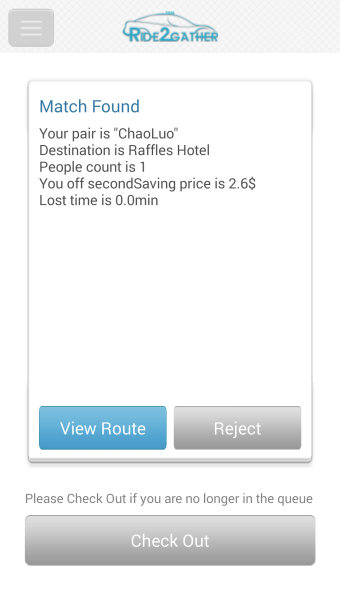 RIDE2GATHER
Match Found
Your pair is "ChaoLuo"
Destination is Raffles Hotel
People count is 1
You off secondSaving price is 2.6$
Lost time is 0.0min
View Route
Reject
Please Check Out if you are no longer in the queue
Check Out